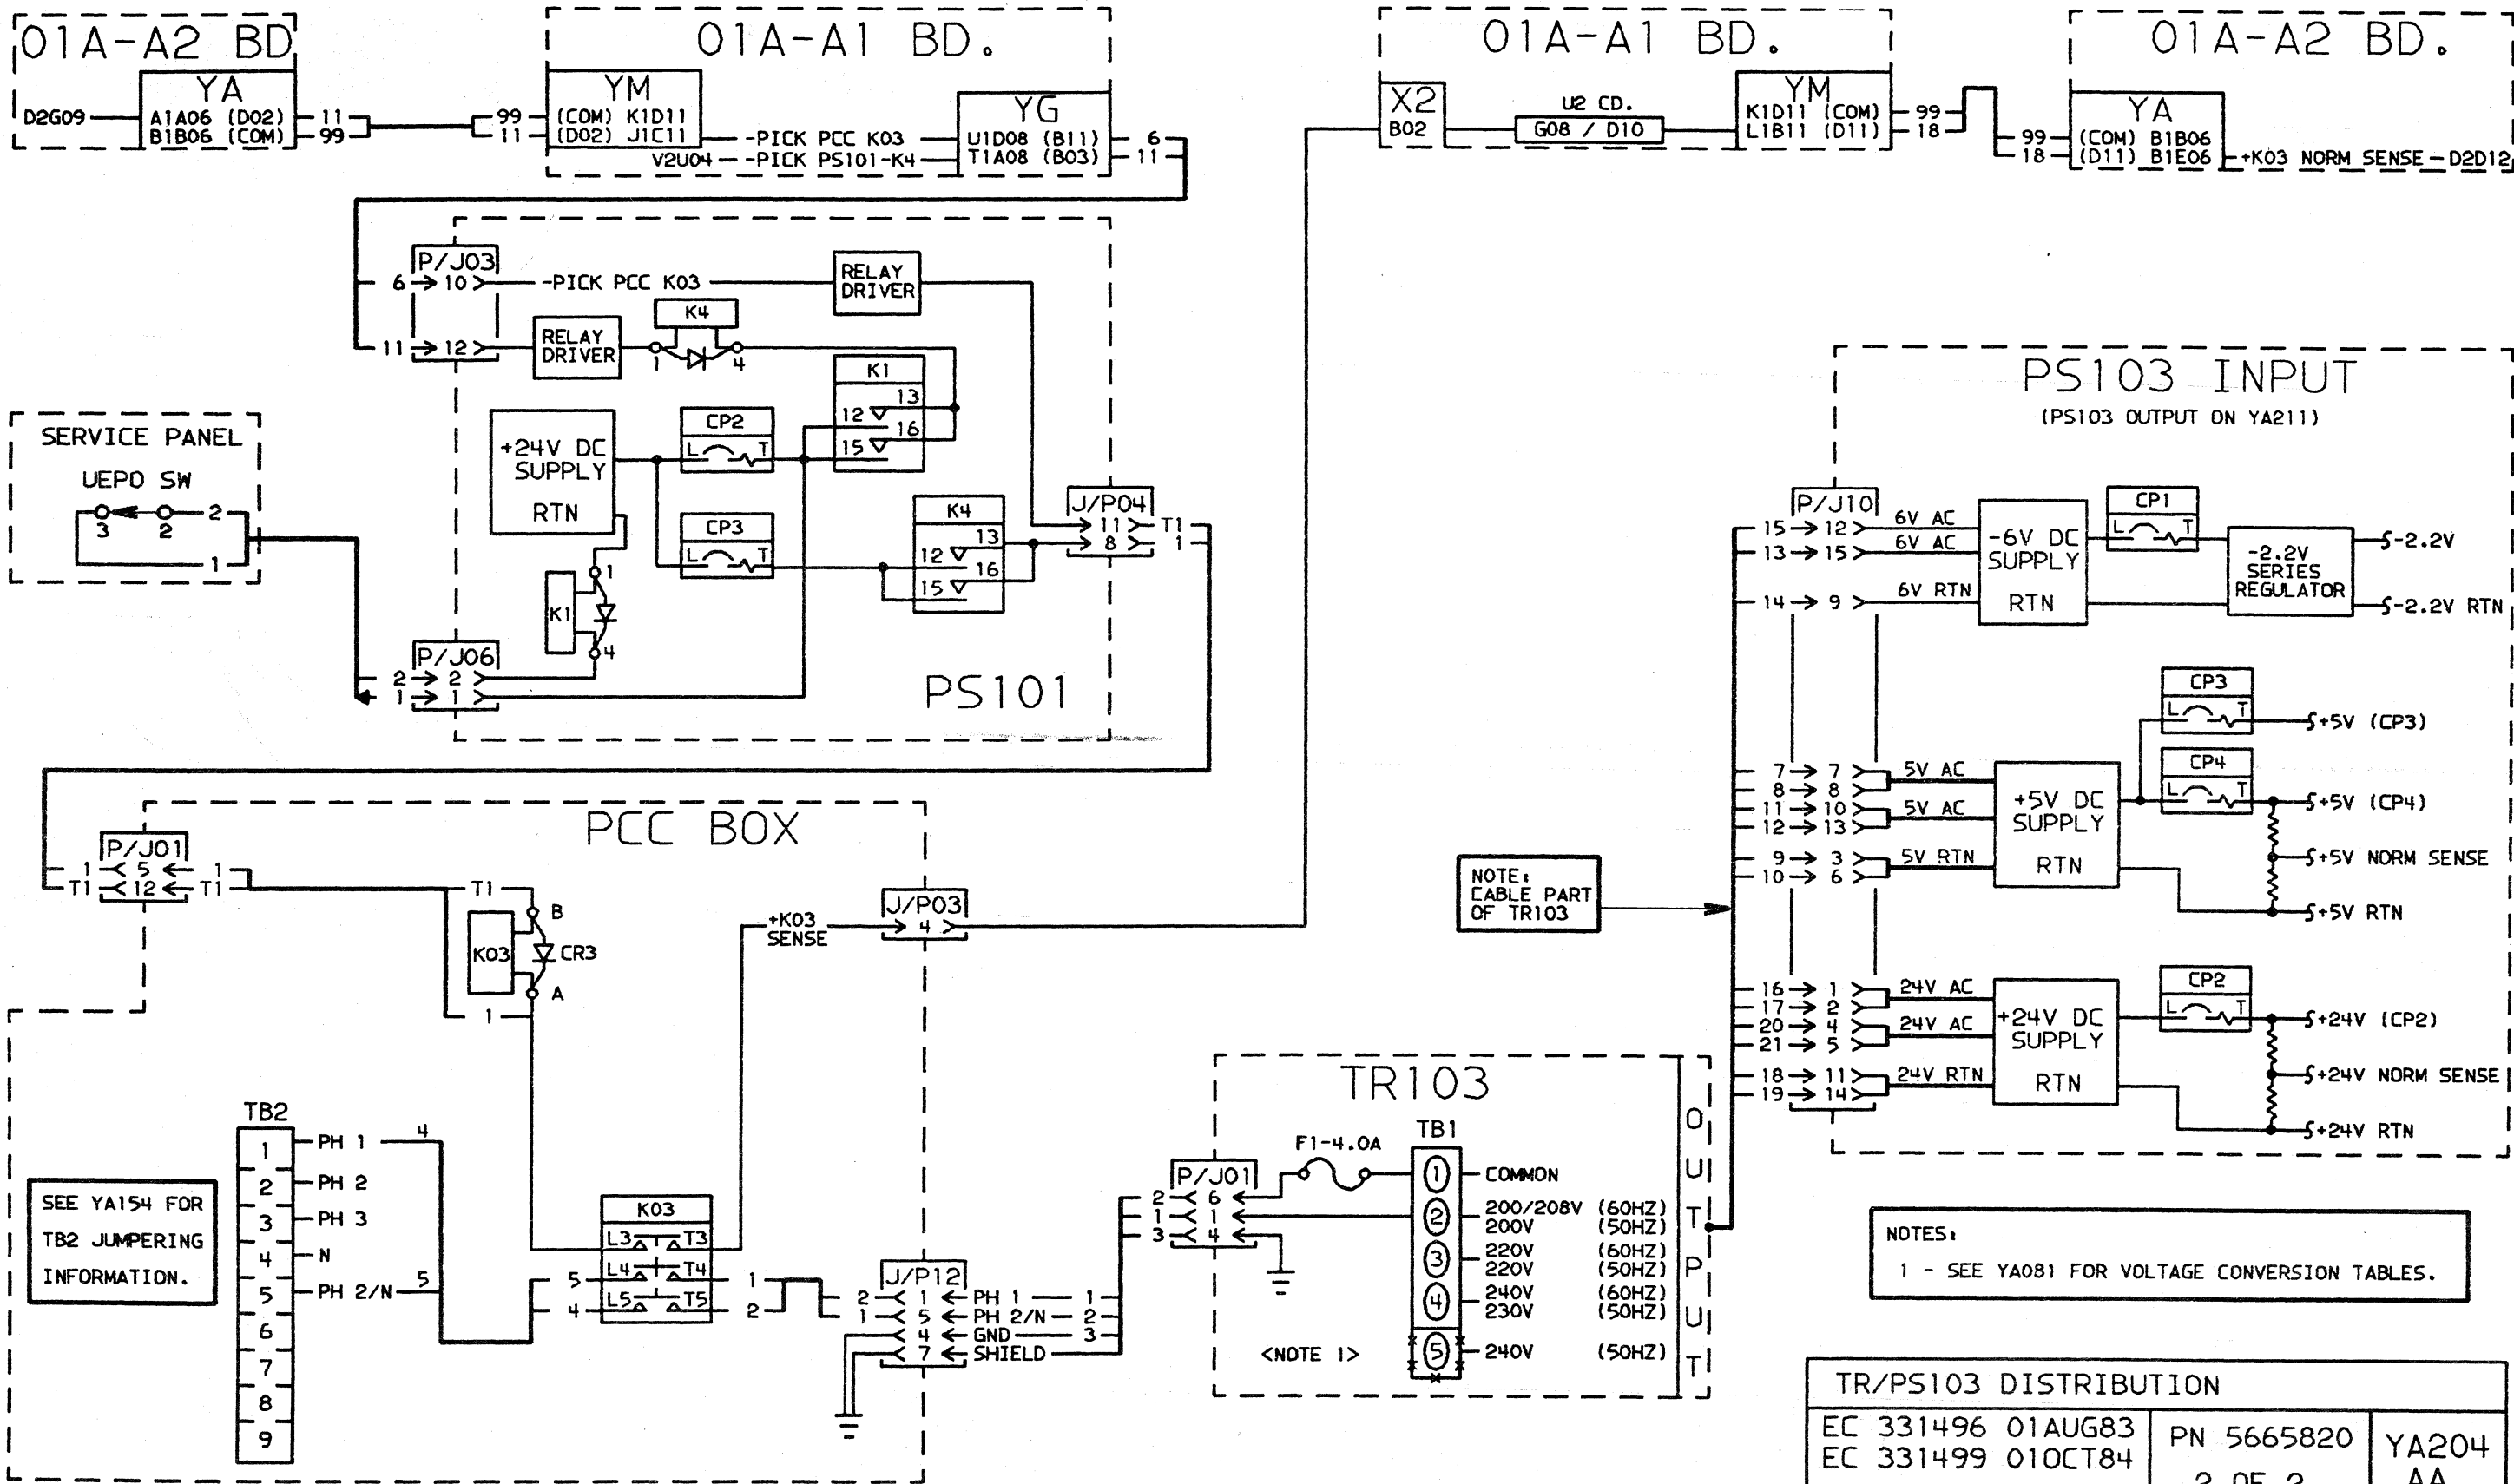 01A-A2 BD
YA
D2G09
A1A06 (D02) 11
B1B06 (COM) 99
01A-A1 BD.
YM
99 (COM) K1D11
11 (D02) J1C11
-PICK PCC K03
V2U04 -PICK PS101-K4
YG
U1D08 (B11) 6
T1A08 (B03) 11
01A-A1 BD.
X2
B02
U2 CD.
G08 / D10
YM
K1D11 (COM) 99
L1B11 (D11) 18
01A-A2 BD.
YA
99 (COM) B1B06
18 (D11) B1E06 +K03 NORM SENSE - D2D12
P/J03
6 10 -PICK PCC K03
RELAY
DRIVER
11 12
RELAY
DRIVER
K4
1 4
K1
13
12
16
15
+24V DC
SUPPLY
RTN
CP2
L T
CP3
L T
K4
13
12
16
15
J/P04
11 T1
8 1
K1
1
4
P/J06
2 2
1 1
PS101
SERVICE PANEL
UEPO SW
3 2 2
1
PS103 INPUT
(PS103 OUTPUT ON YA211)
P/J10
15 12 6V AC
13 15 6V AC
14 9 6V RTN
-6V DC
SUPPLY
RTN
CP1
L T
-2.2V
SERIES
REGULATOR
-2.2V
-2.2V RTN
7 7 5V AC
8 8
11 10 5V AC
12 13
9 3 5V RTN
10 6
+5V DC
SUPPLY
RTN
CP3
L T
+5V (CP3)
CP4
L T
+5V (CP4)
+5V NORM SENSE
+5V RTN
16 1 24V AC
17 2
20 4 24V AC
21 5
18 11 24V RTN
19 14
+24V DC
SUPPLY
RTN
CP2
L T
+24V (CP2)
+24V NORM SENSE
+24V RTN
NOTE:
CABLE PART
OF TR103
PCC BOX
P/J01
1 5 1
T1 12 T1
T1
B
K03
CR3
A
1
+K03
SENSE
J/P03
4
TB2
1 PH 1 4
2 PH 2
3 PH 3
4 N
5 PH 2/N 5
6
7
8
9
SEE YA154 FOR
TB2 JUMPERING
INFORMATION.
K03
L3 T3
5 L4 T4 1
4 L5 T5 2
J/P12
2 1 PH 1 1
1 5 PH 2/N 2
4 GND 3
7 SHIELD
TR103
P/J01
2 6
1 1
3 4
F1-4.0A
TB1
1 COMMON
2 200/208V (60HZ)
200V (50HZ)
3 220V (60HZ)
220V (50HZ)
4 240V (60HZ)
230V (50HZ)
5 240V (50HZ)
<NOTE 1>
OUTPUT
NOTES:
1 - SEE YA081 FOR VOLTAGE CONVERSION TABLES.
TR/PS103 DISTRIBUTION
EC 331496 01AUG83
EC 331499 01OCT84
PN 5665820
2 OF 2
YA204
AA